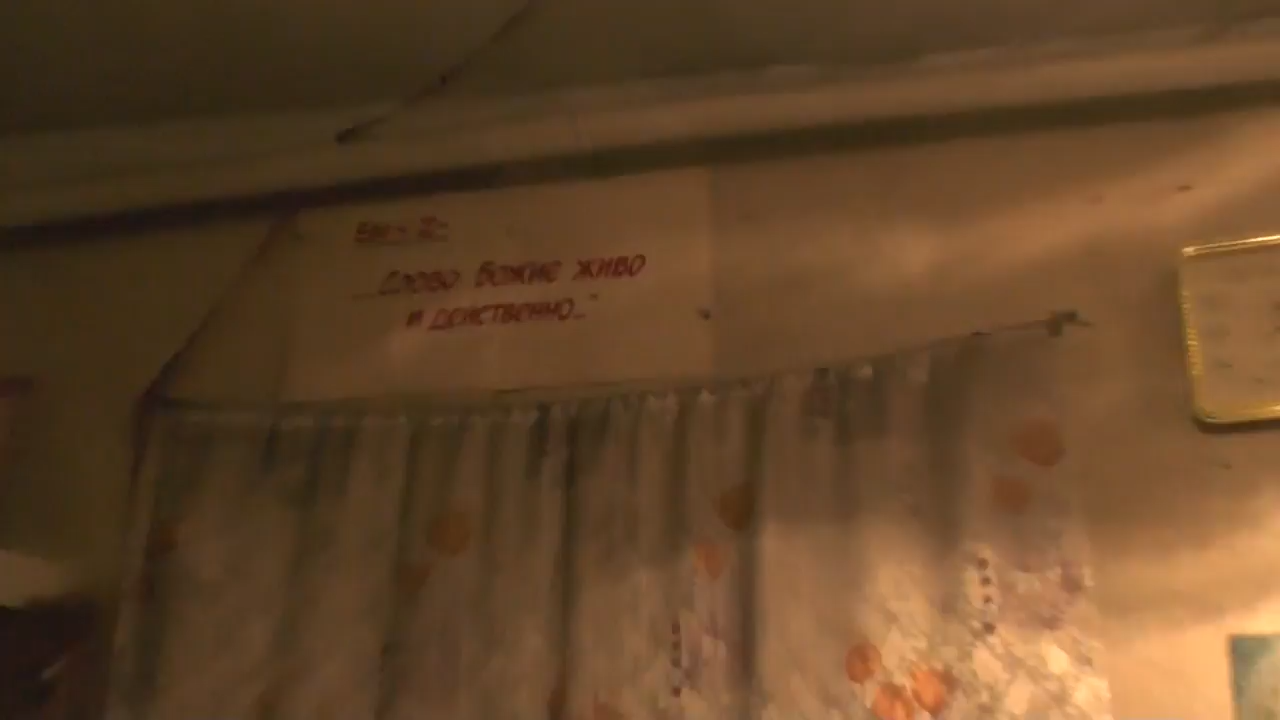 „Слово Божие живо
и действенно..."